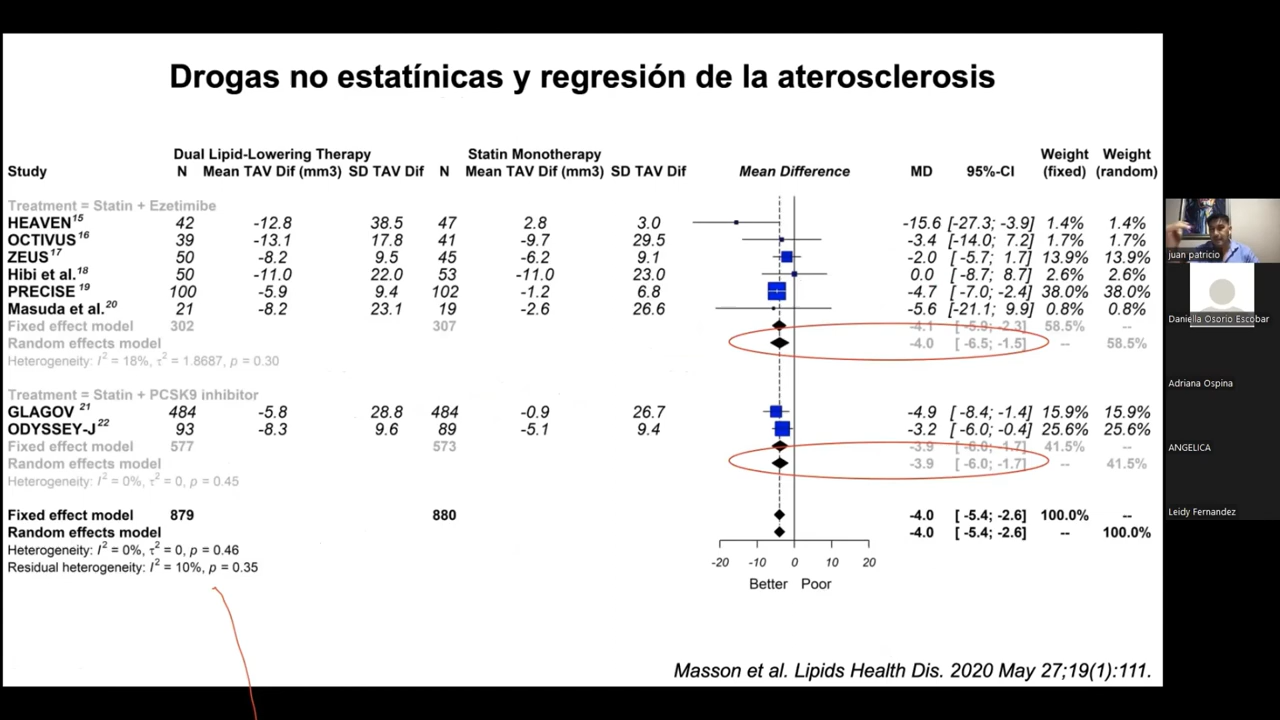 Drogas no estatínicas y regresión de la aterosclerosis
Dual Lipid-Lowering Therapy Statin Monotherapy Weight Weight
Study N Mean TAV Dif (mm3) SD TAV Dif N Mean TAV Dif (mm3) SD TAV Dif Mean Difference MD 95%-CI (fixed) (random)
Treatment = Statin + Ezetimibe
HEAVEN15 42 -12.8 38.5 47 2.8 3.0 -15.6 [-27.3; -3.9] 1.4% 1.4%
OCTIVUS16 39 -13.1 17.8 41 -9.7 29.5 -3.4 [-14.0; 7.2] 1.7% 1.7%
ZEUS17 50 -8.2 9.5 45 -6.2 9.1 -2.0 [ -5.7; 1.7] 13.9% 13.9%
Hibi et al.18 50 -11.0 22.0 53 -11.0 23.0 0.0 [ -8.7; 8.7] 2.6% 2.6%
PRECISE19 100 -5.9 9.4 102 -1.2 6.8 -4.7 [ -7.0; -2.4] 38.0% 38.0%
Masuda et al.20 21 -8.2 23.1 19 -2.6 26.6 -5.6 [-21.1; 9.9] 0.8% 0.8%
Fixed effect model 302 307 -4.1 [ -5.9; -2.3] 58.5% --
Random effects model -4.0 [ -6.5; -1.5] -- 58.5%
Heterogeneity: I2 = 18%, τ2 = 1.8687, p = 0.30
Treatment = Statin + PCSK9 inhibitor
GLAGOV 21 484 -5.8 28.8 484 -0.9 26.7 -4.9 [ -8.4; -1.4] 15.9% 15.9%
ODYSSEY-J22 93 -8.3 9.6 89 -5.1 9.4 -3.2 [ -6.0; -0.4] 25.6% 25.6%
Fixed effect model 577 573 -3.9 [ -6.0; -1.7] 41.5% --
Random effects model -3.9 [ -6.0; -1.7] -- 41.5%
Heterogeneity: I2 = 0%, τ2 = 0, p = 0.45
Fixed effect model 879 880 -4.0 [ -5.4; -2.6] 100.0% --
Random effects model -4.0 [ -5.4; -2.6] -- 100.0%
Heterogeneity: I2 = 0%, τ2 = 0, p = 0.46
Residual heterogeneity: I2 = 10%, p = 0.35
-20 -10 0 10 20
Better Poor
Masson et al. Lipids Health Dis. 2020 May 27;19(1):111.
juan patricio
Daniella Osorio Escobar
Adriana Ospina
ANGELICA
Leidy Fernandez